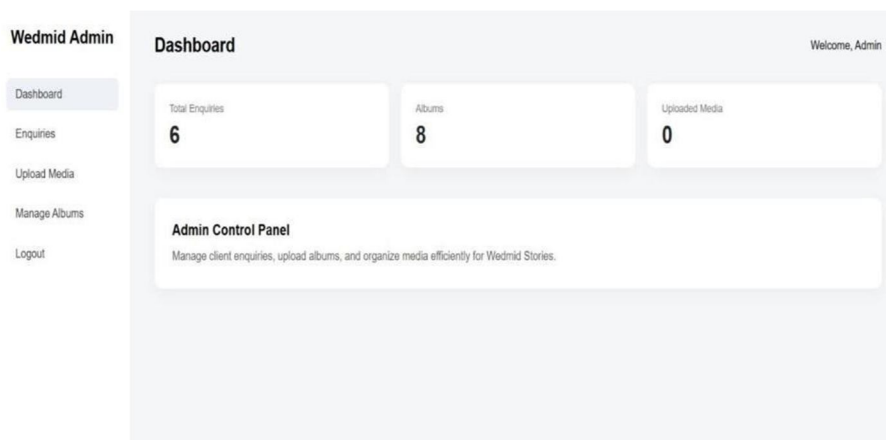 Wedmid Admin
Dashboard
Enquiries
Upload Media
Manage Albums
Logout
Dashboard
Welcome, Admin
Total Enquiries
6
Albums
8
Uploaded Media
0
Admin Control Panel
Manage client enquiries, upload albums, and organize media efficiently for Wedmid Stories.